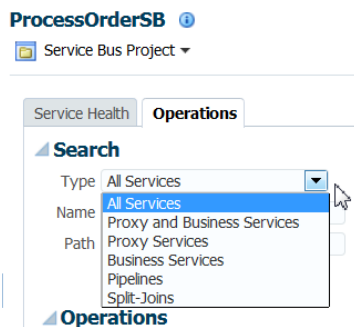 ProcessOrderSB
Service Bus Project
Service Health Operations
Search
Type All Services
All Services
Name
Proxy and Business Services
Proxy Services
Path
Business Services
Pipelines
Split-Joins
Operations